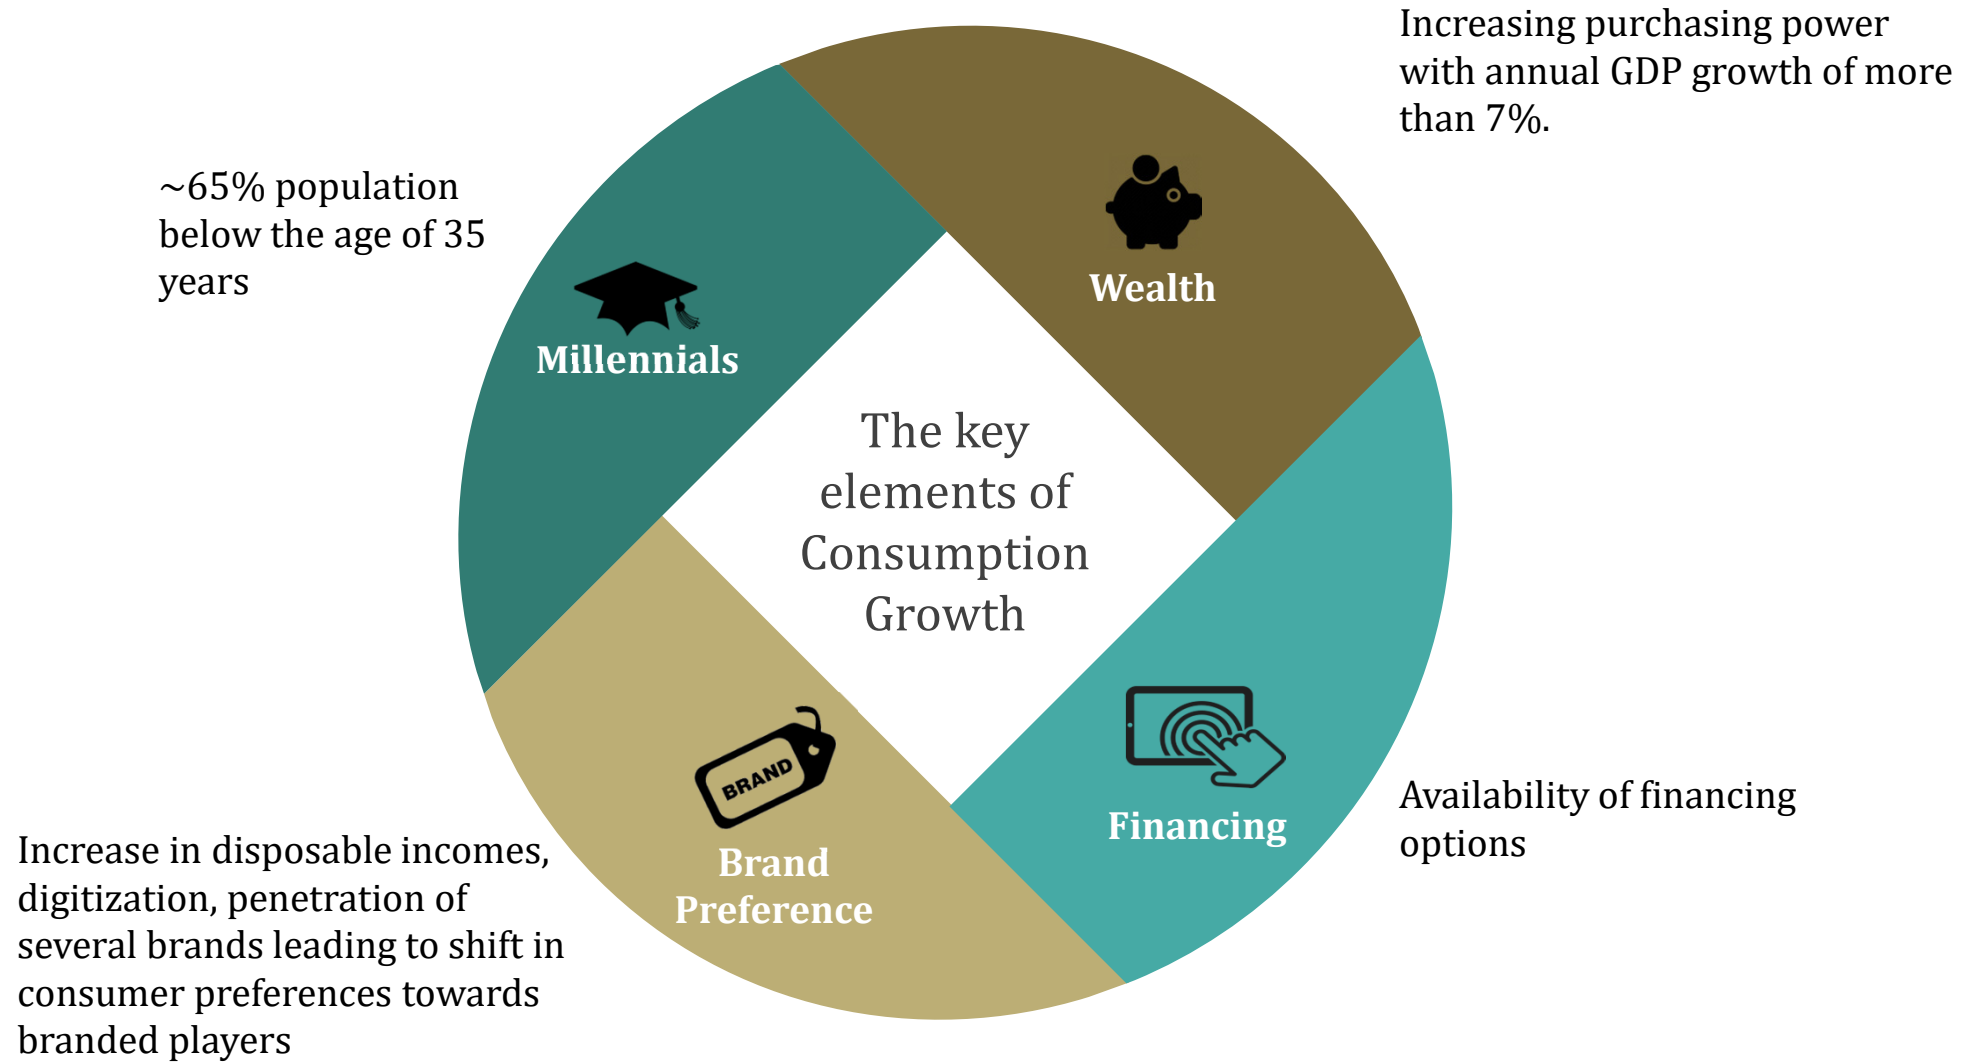 Increasing purchasing power
with annual GDP growth of more
than 7%.
~65% population
below the age of 35
years
Wealth
Millennials
The key
elements of
Consumption
Growth
BRAND
Brand
Preference
Financing
Availability of financing
options
Increase in disposable incomes,
digitization, penetration of
several brands leading to shift in
consumer preferences towards
branded players